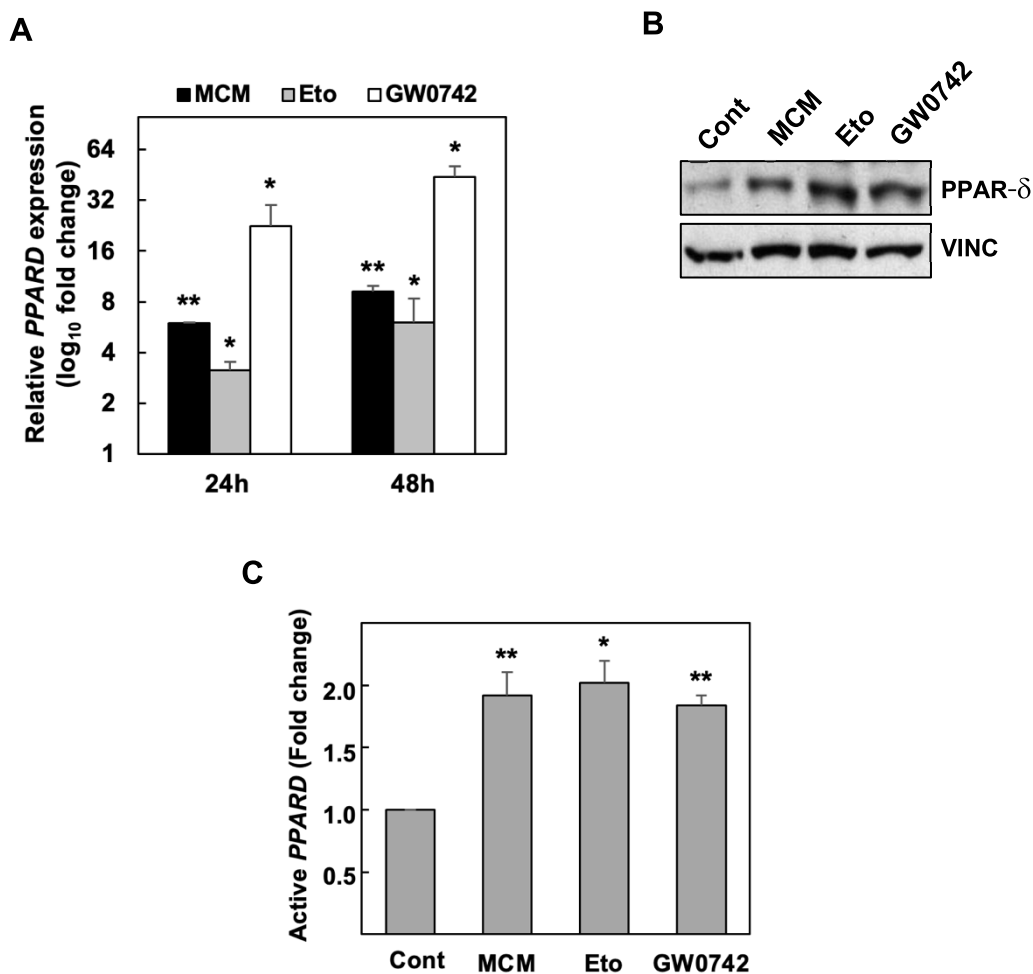 A
MCM Eto GW0742
Relative PPARD expression
(log10 fold change)
64
32
16
8
4
2
1
** * * ** * *
24h 48h
B
Cont MCM Eto GW0742
PPAR-δ
VINC
C
Active PPARD (Fold change)
2.0
1.5
1.0
0.5
** * **
Cont MCM Eto GW0742